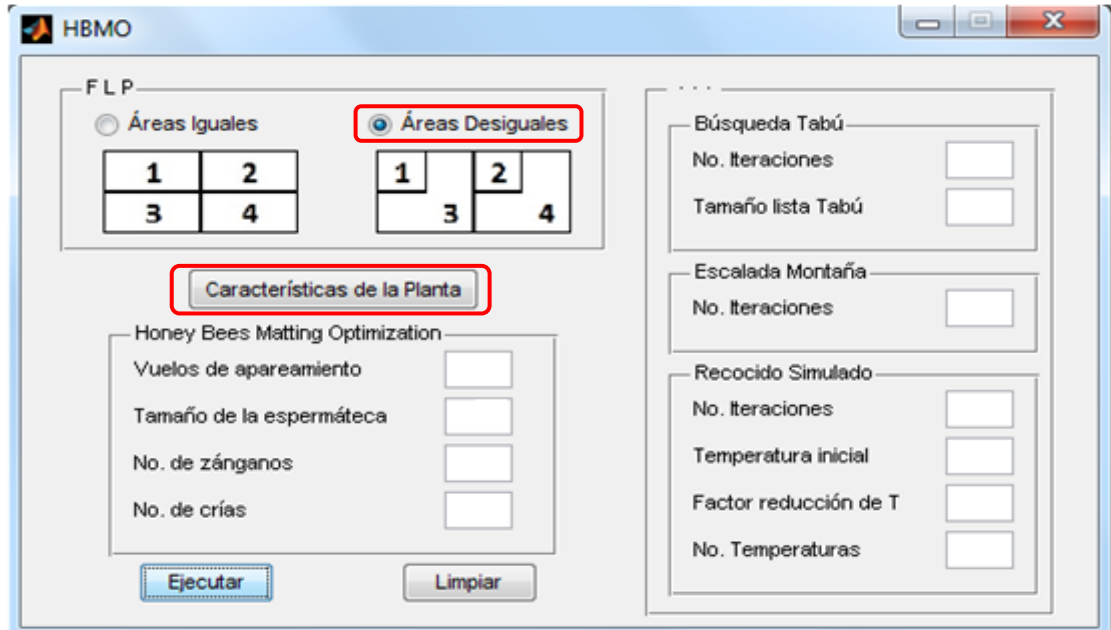 HBMO
F L P
Áreas Iguales
Áreas Desiguales
1 2
3 4
1 2
3 4
Características de la Planta
Honey Bees Matting Optimization
Vuelos de apareamiento
Tamaño de la espermáteca
No. de zánganos
No. de crías
Ejecutar
Limpiar
. . .
Búsqueda Tabú
No. Iteraciones
Tamaño lista Tabú
Escalada Montaña
No. Iteraciones
Recocido Simulado
No. Iteraciones
Temperatura inicial
Factor reducción de T
No. Temperaturas